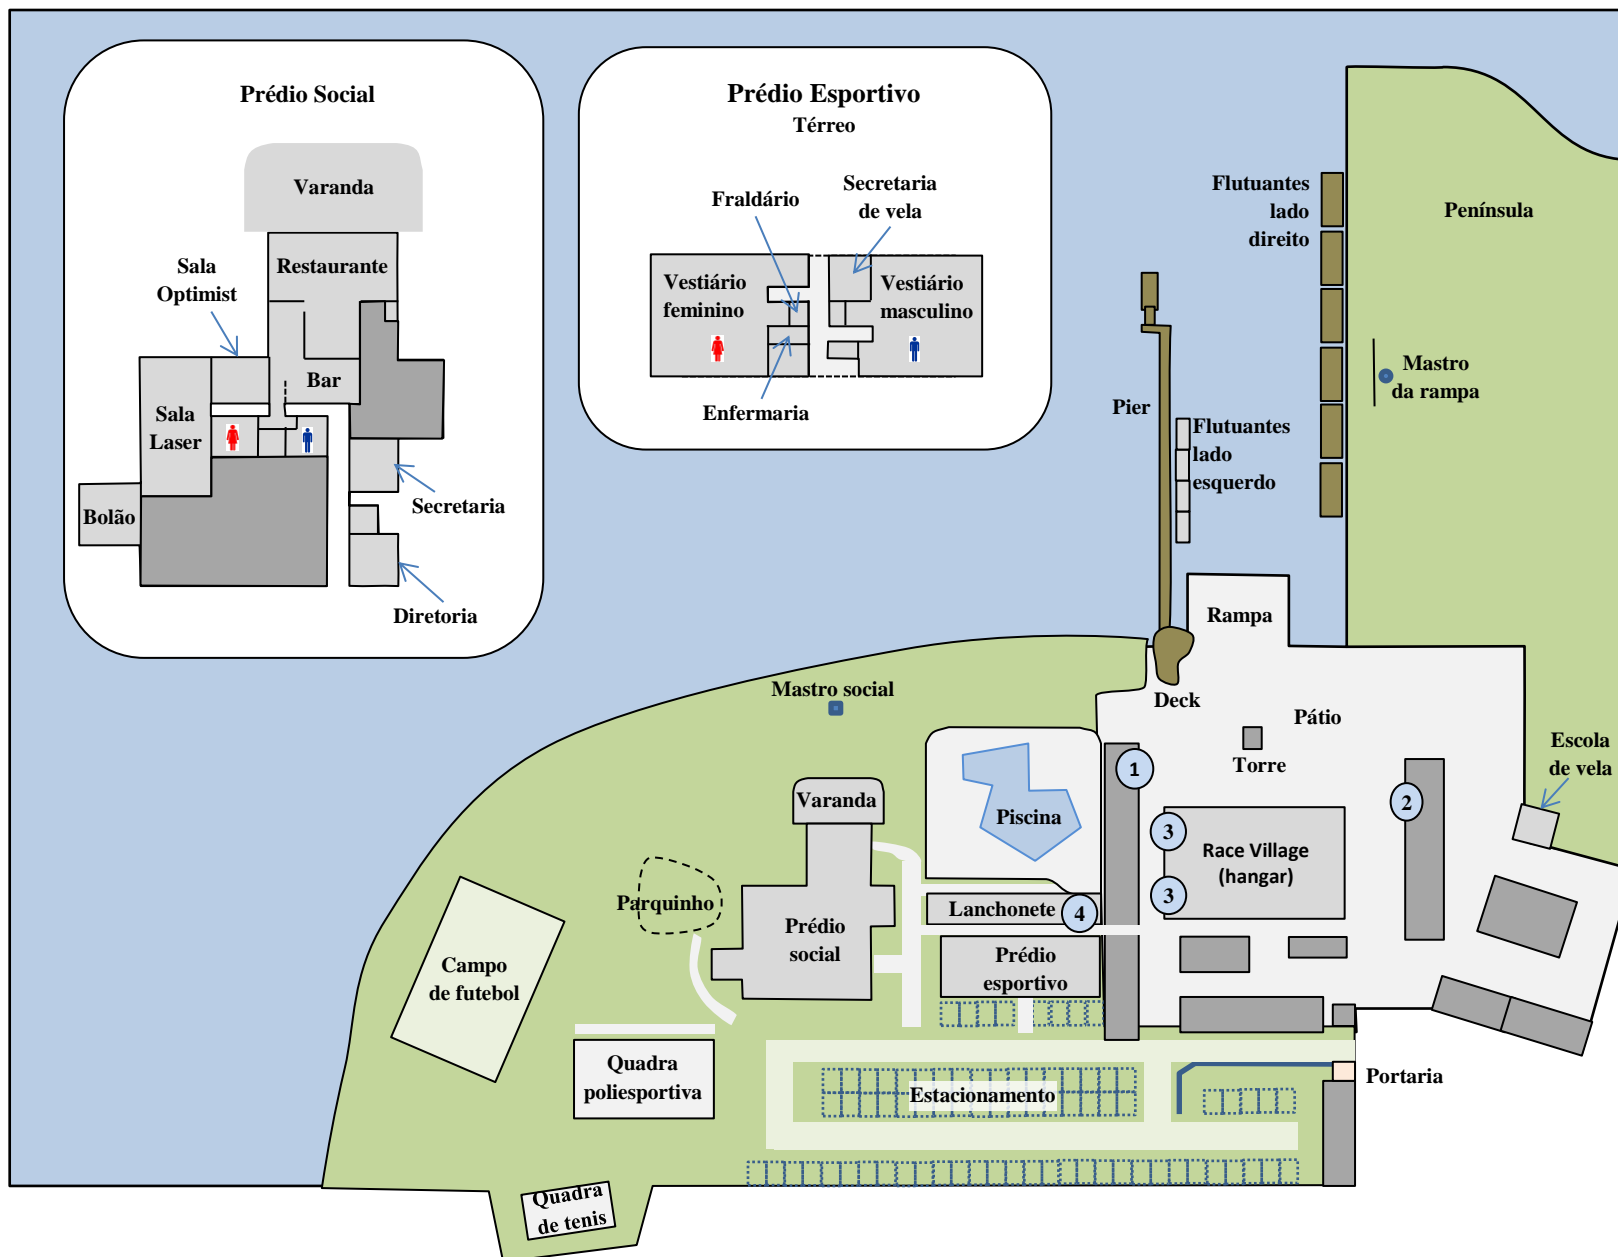 Prédio Social
Varanda
Sala
Optimist
Restaurante
Bar
Sala
Laser
Bolão
Secretaria
Diretoria
Prédio Esportivo
Térreo
Fraldário
Secretaria
de vela
Vestiário
feminino
Vestiário
masculino
Enfermaria
Flutuantes
lado
direito
Península
Mastro
da rampa
Pier
Flutuantes
lado
esquerdo
Rampa
Deck
Pátio
Torre
Escola
de vela
Mastro social
Varanda
Piscina
1
2
3
3
Race Village
(hangar)
Parquinho
Prédio
social
Lanchonete
4
Prédio
esportivo
Campo
de futebol
Quadra
poliesportiva
Estacionamento
Portaria
Quadra
de tenis